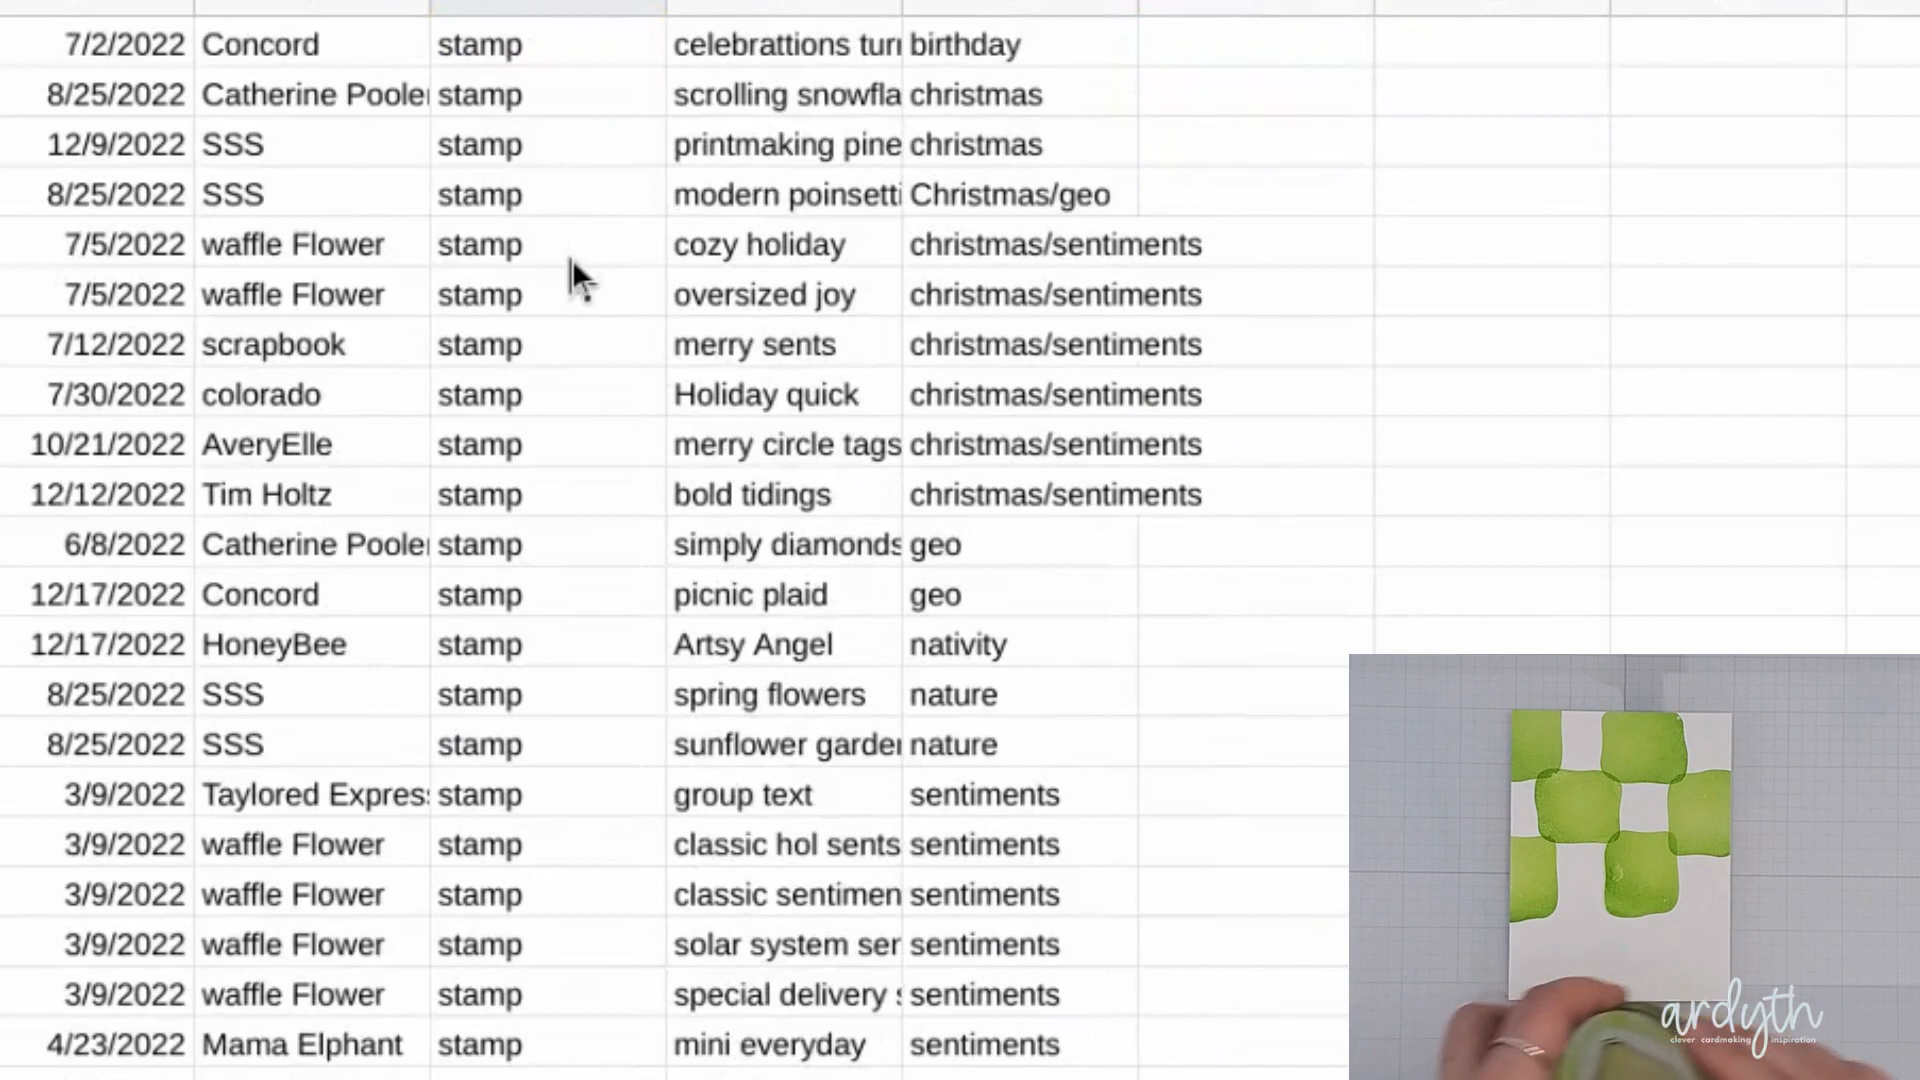 7/2/2022 Concord stamp celebrattions turn birthday
8/25/2022 Catherine Pooler stamp scrolling snowfla christmas
12/9/2022 SSS stamp printmaking pine christmas
8/25/2022 SSS stamp modern poinsetti Christmas/geo
7/5/2022 waffle Flower stamp cozy holiday christmas/sentiments
7/5/2022 waffle Flower stamp oversized joy christmas/sentiments
7/12/2022 scrapbook stamp merry sents christmas/sentiments
7/30/2022 colorado stamp Holiday quick christmas/sentiments
10/21/2022 AveryElle stamp merry circle tags christmas/sentiments
12/12/2022 Tim Holtz stamp bold tidings christmas/sentiments
6/8/2022 Catherine Pooler stamp simply diamonds geo
12/17/2022 Concord stamp picnic plaid geo
12/17/2022 HoneyBee stamp Artsy Angel nativity
8/25/2022 SSS stamp spring flowers nature
8/25/2022 SSS stamp sunflower garden nature
3/9/2022 Taylored Express stamp group text sentiments
3/9/2022 waffle Flower stamp classic hol sents sentiments
3/9/2022 waffle Flower stamp classic sentimen sentiments
3/9/2022 waffle Flower stamp solar system ser sentiments
3/9/2022 waffle Flower stamp special delivery sentiments
4/23/2022 Mama Elphant stamp mini everyday sentiments
ardyth
clever cardmaking inspiration